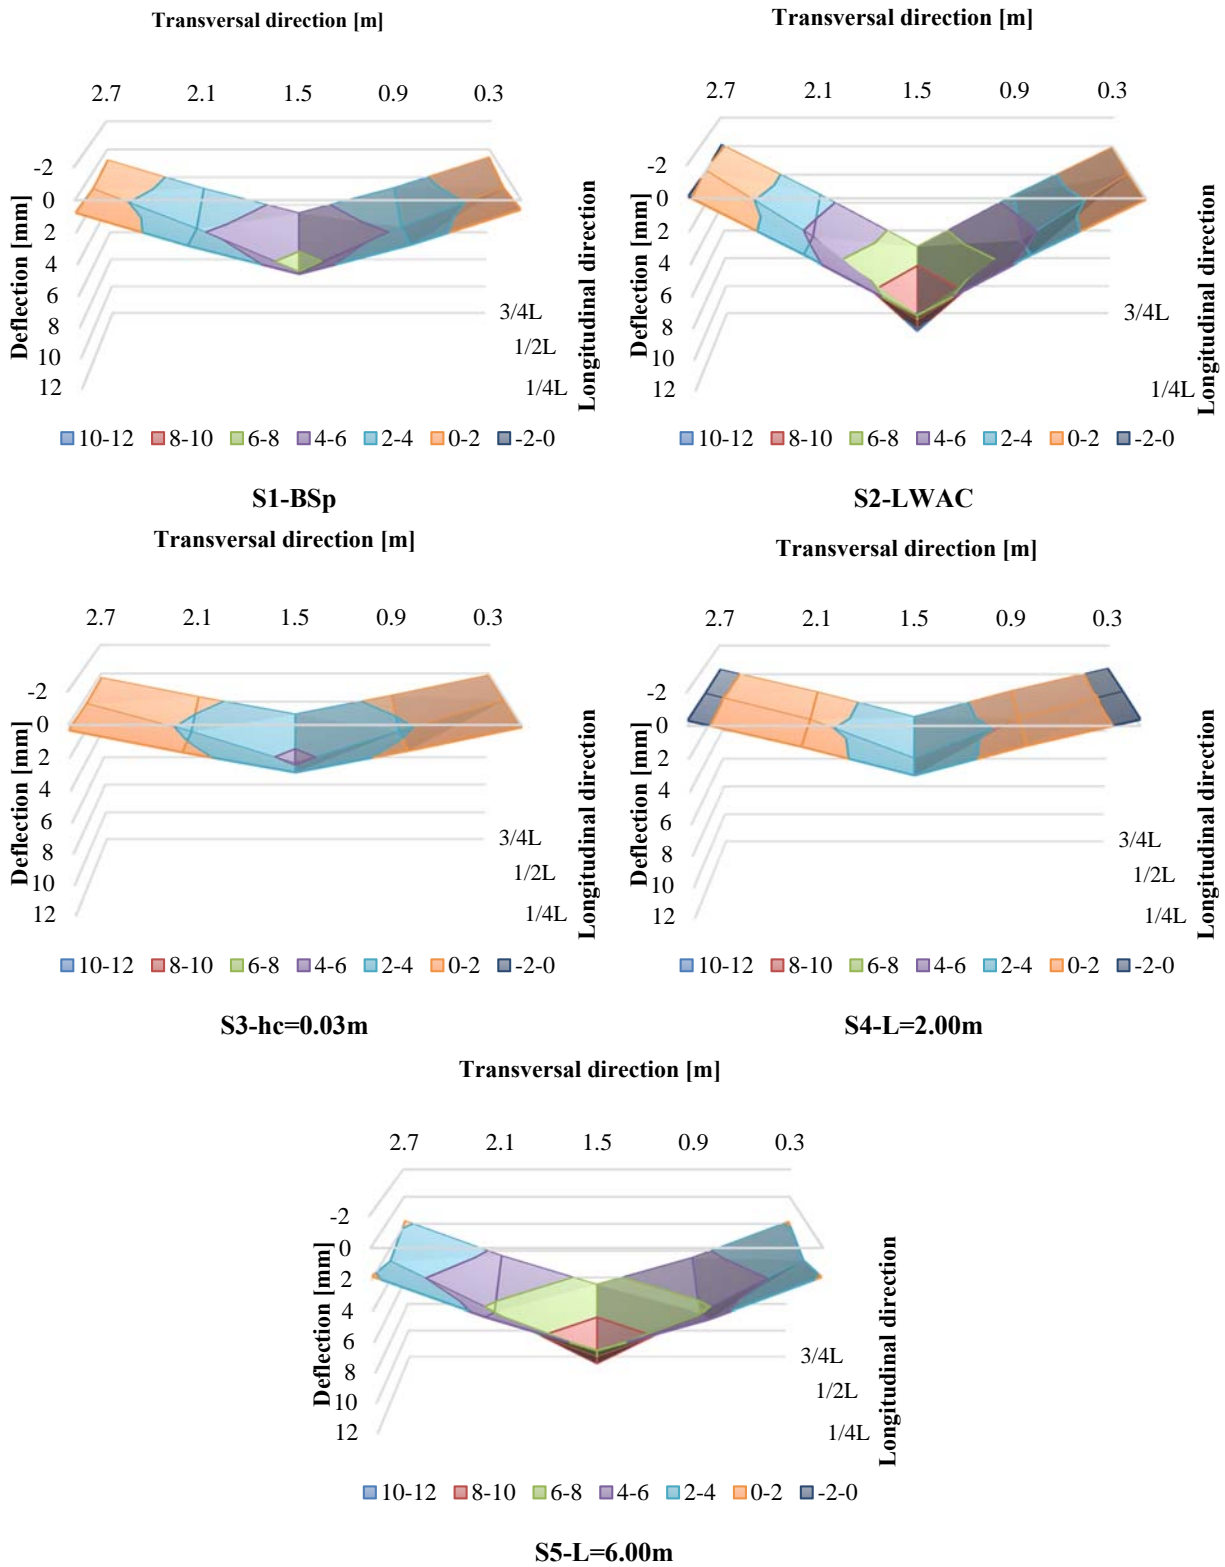 Transversal direction [m]
2.7 2.1 1.5 0.9 0.3
-2
0
2
4
6
8
10
12
Deflection [mm]
3/4L
1/2L
1/4L
Longitudinal direction
10-12 8-10 6-8 4-6 2-4 0-2 -2-0
S1-BSp
Transversal direction [m]
2.7 2.1 1.5 0.9 0.3
-2
0
2
4
6
8
10
12
Deflection [mm]
3/4L
1/4L
Longitudinal direction
10-12 8-10 6-8 4-6 2-4 0-2 -2-0
S2-LWAC
Transversal direction [m]
2.7 2.1 1.5 0.9 0.3
-2
0
2
4
6
8
10
12
Deflection [mm]
3/4L
1/2L
1/4L
Longitudinal direction
10-12 8-10 6-8 4-6 2-4 0-2 -2-0
S3-hc=0.03m
Transversal direction [m]
2.7 2.1 1.5 0.9 0.3
-2
0
2
4
6
8
10
12
Deflection [mm]
3/4L
1/2L
1/4L
Longitudinal direction
10-12 8-10 6-8 4-6 2-4 0-2 -2-0
S4-L=2.00m
Transversal direction [m]
2.7 2.1 1.5 0.9 0.3
-2
0
2
4
6
8
10
12
Deflection [mm]
3/4L
1/2L
1/4L
Longitudinal direction
10-12 8-10 6-8 4-6 2-4 0-2 -2-0
S5-L=6.00m